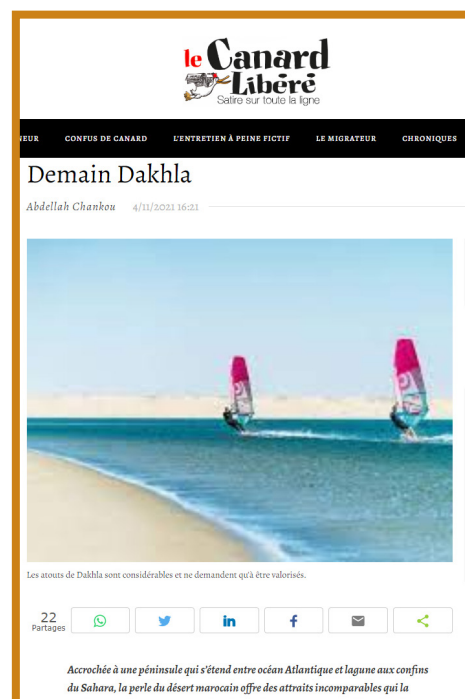 le Canard
Libéré
Satire sur toute la ligne
CONFUS DE CANARD L'ENTRETIEN À PEINE FICTIF LE MIGRATEUR CHRONIQUES
Demain Dakhla
Abdellah Chankou 4/11/2021 16:21
Les atouts de Dakhla sont considérables et ne demandent qu'à être valorisés.
22
Partages
Accrochée à une péninsule qui s'étend entre océan Atlantique et lagune aux confins
du Sahara, la perle du désert marocain offre des attraits incomparables qui la